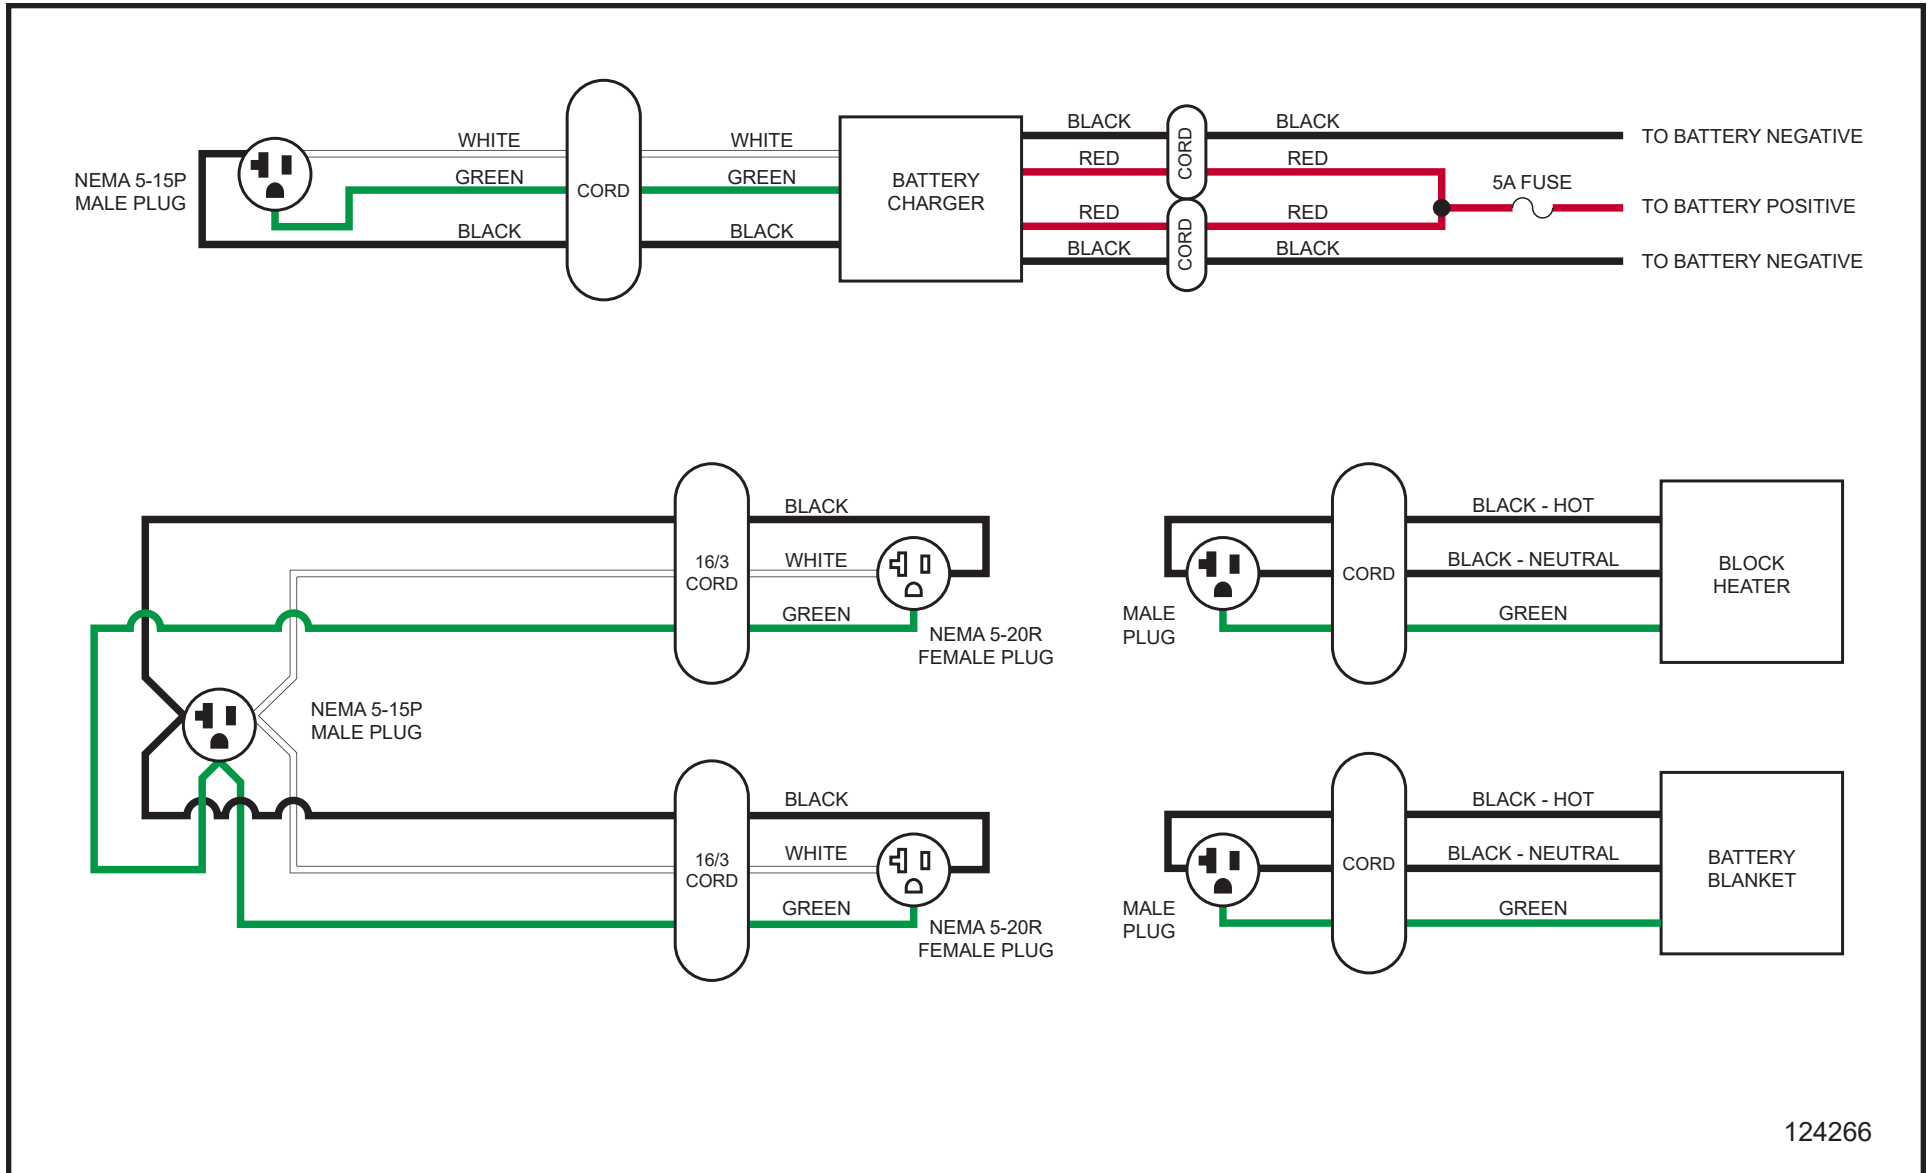 WHITE
WHITE
GREEN
GREEN
BLACK
BLACK
NEMA 5-15P
MALE PLUG
CORD
BATTERY
CHARGER
BLACK
BLACK
RED
RED
RED
RED
BLACK
BLACK
CORD
CORD
5A FUSE
TO BATTERY NEGATIVE
TO BATTERY POSITIVE
TO BATTERY NEGATIVE
BLACK
WHITE
GREEN
16/3
CORD
NEMA 5-20R
FEMALE PLUG
NEMA 5-15P
MALE PLUG
BLACK
WHITE
GREEN
16/3
CORD
NEMA 5-20R
FEMALE PLUG
MALE
PLUG
CORD
BLACK - HOT
BLACK - NEUTRAL
GREEN
BLOCK
HEATER
MALE
PLUG
CORD
BLACK - HOT
BLACK - NEUTRAL
GREEN
BATTERY
BLANKET
124266